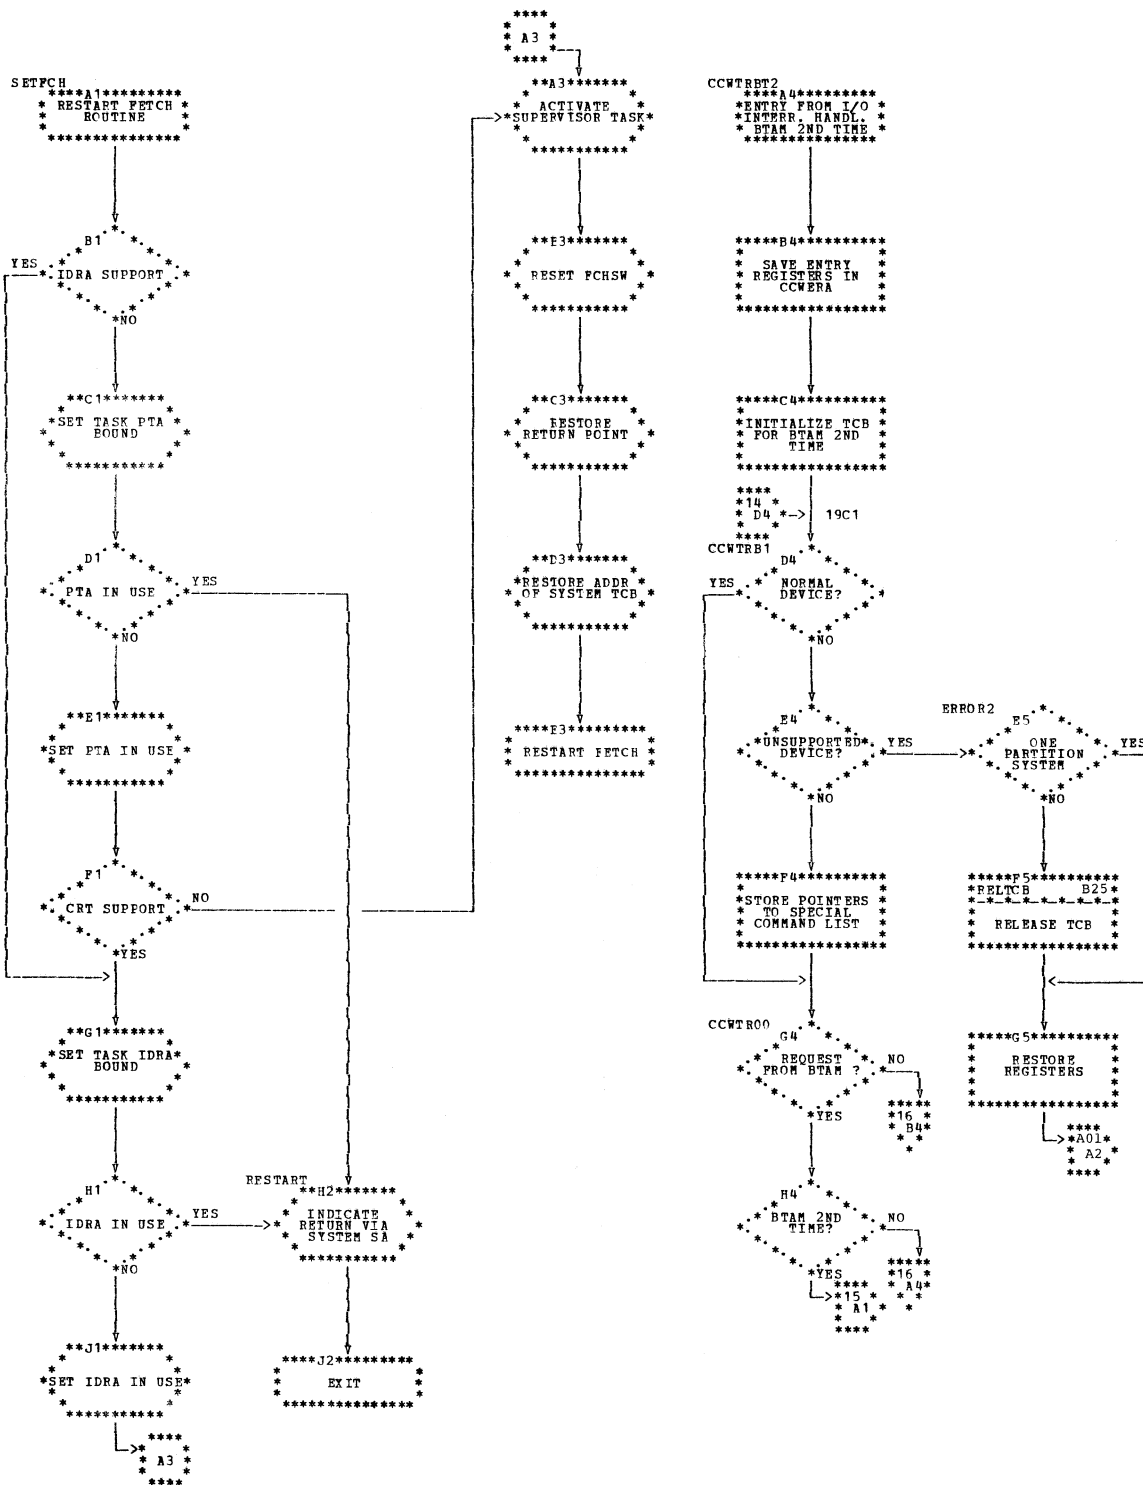 A3
SETFCH
A1
RESTART FETCH
ROUTINE
B1
IDRA SUPPORT
YES
NO
C1
SET TASK PTA
BOUND
D1
PTA IN USE
YES
NO
E1
SET PTA IN USE
F1
CRT SUPPORT
NO
YES
G1
SET TASK IDRA
BOUND
H1
IDRA IN USE
YES
NO
J1
SET IDRA IN USE
A3
RESTART
H2
INDICATE
RETURN VIA
SYSTEM SA
J2
EXIT
A3
ACTIVATE
SUPERVISOR TASK
B3
RESET FCHSW
C3
RESTORE
RETURN POINT
D3
RESTORE ADDR
OF SYSTEM TCB
E3
RESTART FETCH
CCWTRBT2
A4
ENTRY FROM I/O
INTERR. HANDL.
BTAM 2ND TIME
B4
SAVE ENTRY
REGISTERS IN
CCWERA
C4
INITIALIZE TCB
FOR BTAM 2ND
TIME
14
D4
19C1
CCWTRB1
D4
NORMAL
DEVICE?
YES
NO
E4
UNSUPPORTED
DEVICE?
YES
NO
F4
STORE POINTERS
TO SPECIAL
COMMAND LIST
CCWTR00
G4
REQUEST
FROM BTAM ?
NO
YES
16
B4
H4
BTAM 2ND
TIME?
NO
YES
16
A4
15
A1
ERROR2
E5
ONE
PARTITION
SYSTEM
YES
NO
F5
RELTCB B25
RELEASE TCB
G5
RESTORE
REGISTERS
A01
A2